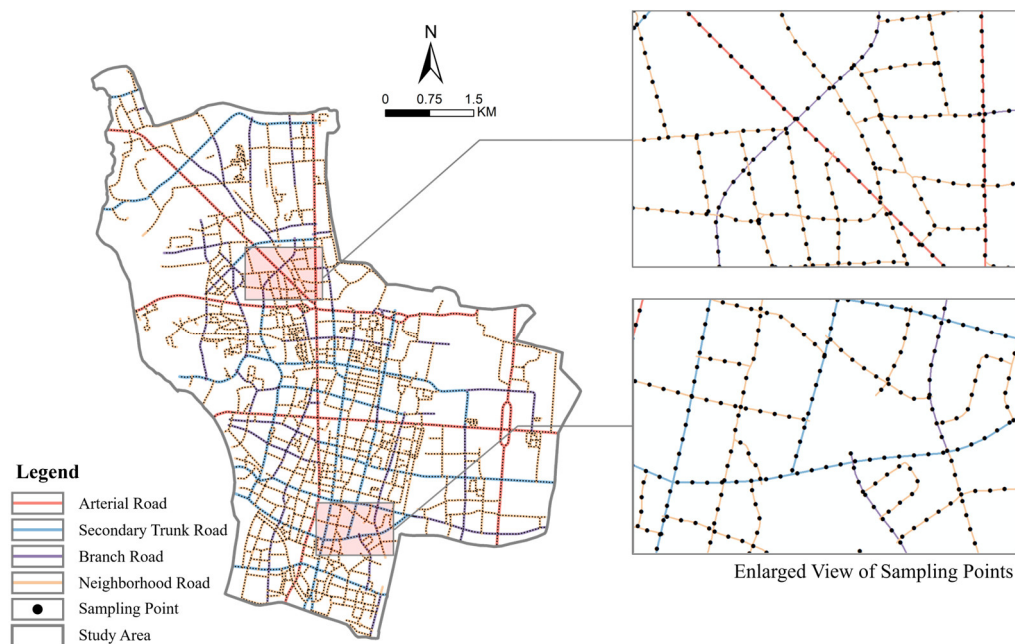 N
0 0.75 1.5
KM
Legend
Arterial Road
Secondary Trunk Road
Branch Road
Neighborhood Road
Sampling Point
Study Area
Enlarged View of Sampling Points